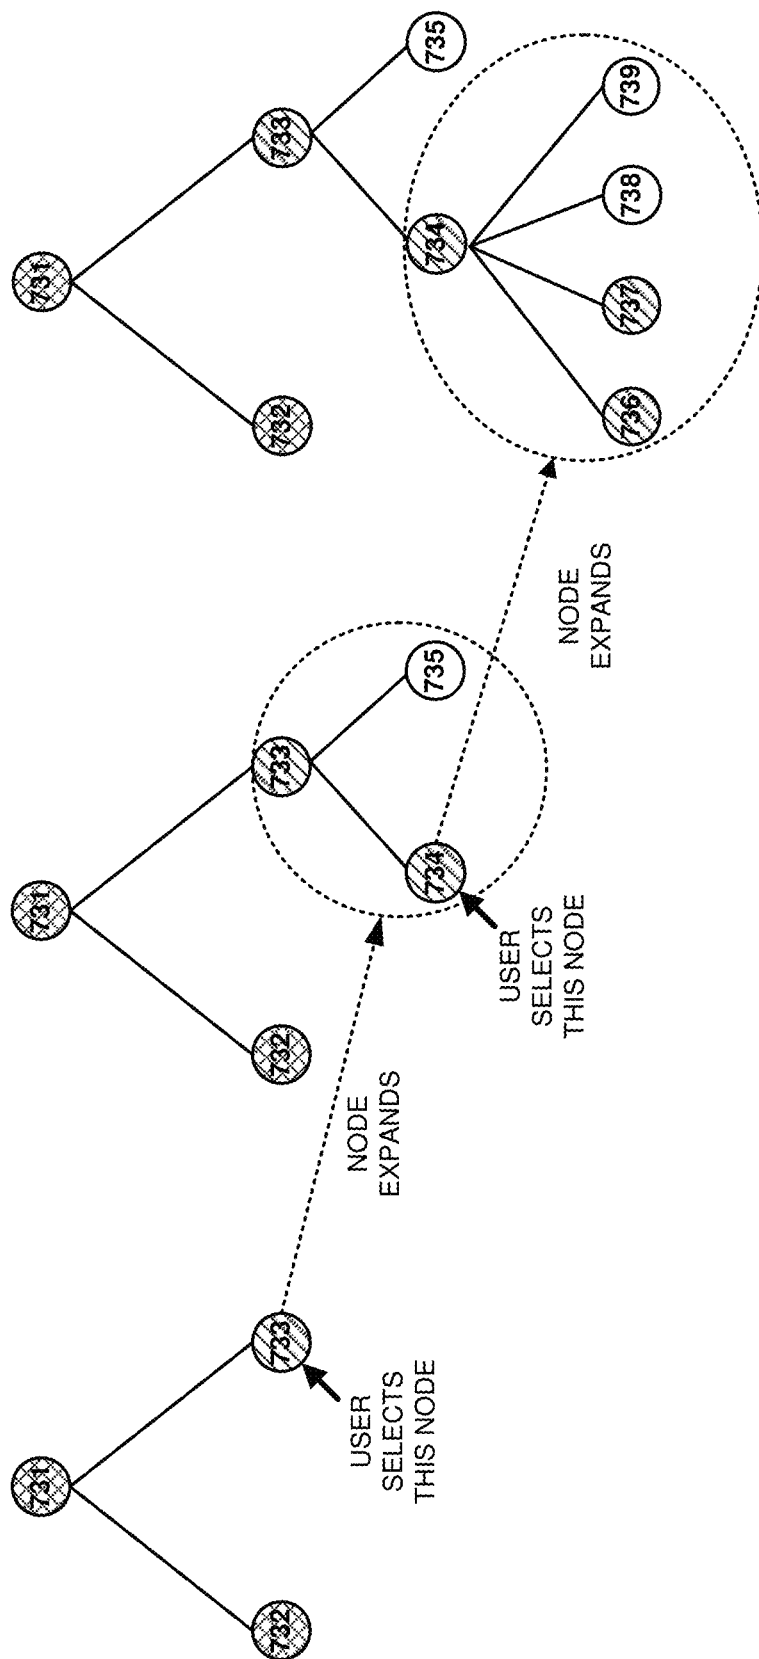 731
732
733
USER
SELECTS
THIS NODE
NODE
EXPANDS
731
732
733
734
735
USER
SELECTS
THIS NODE
NODE
EXPANDS
731
732
733
734
735
736
737
738
739